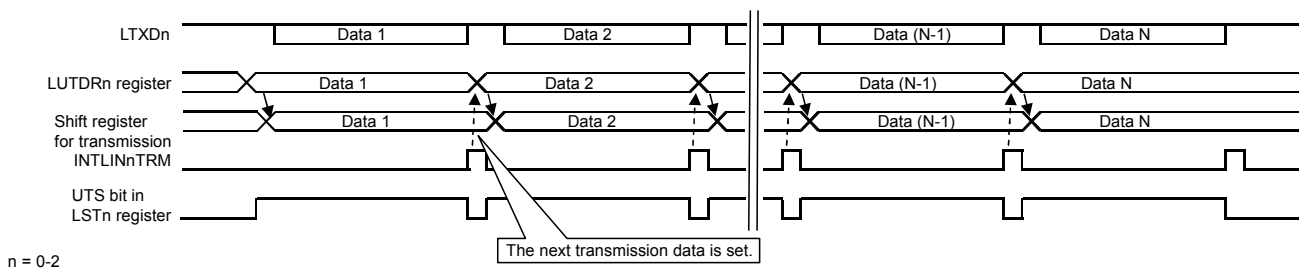 LTXDn
Data 1
Data 2
Data (N-1)
Data N
LUTDRn register
Data 1
Data 2
Data (N-1)
Data N
Shift register
for transmission
Data 1
Data 2
Data (N-1)
Data N
INTLINnTRM
UTS bit in
LSTn register
The next transmission data is set.
n = 0-2